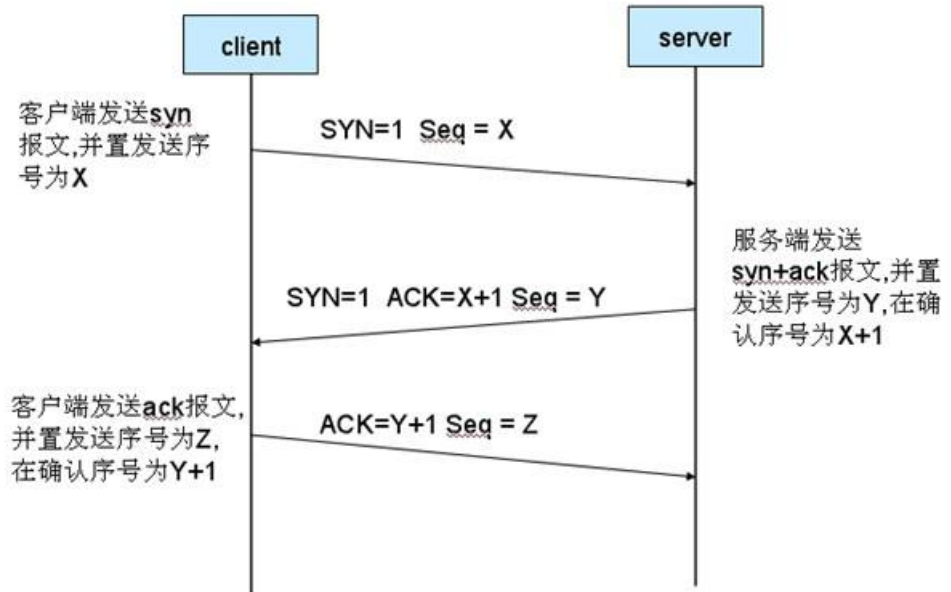 client
server
客户端发送syn
报文,并置发送序
号为X
SYN=1 Seq = X
服务端发送
syn+ack报文,并置
发送序号为Y,在确
认序号为X+1
SYN=1 ACK=X+1 Seq = Y
客户端发送ack报文,
并置发送序号为Z,
在确认序号为Y+1
ACK=Y+1 Seq = Z